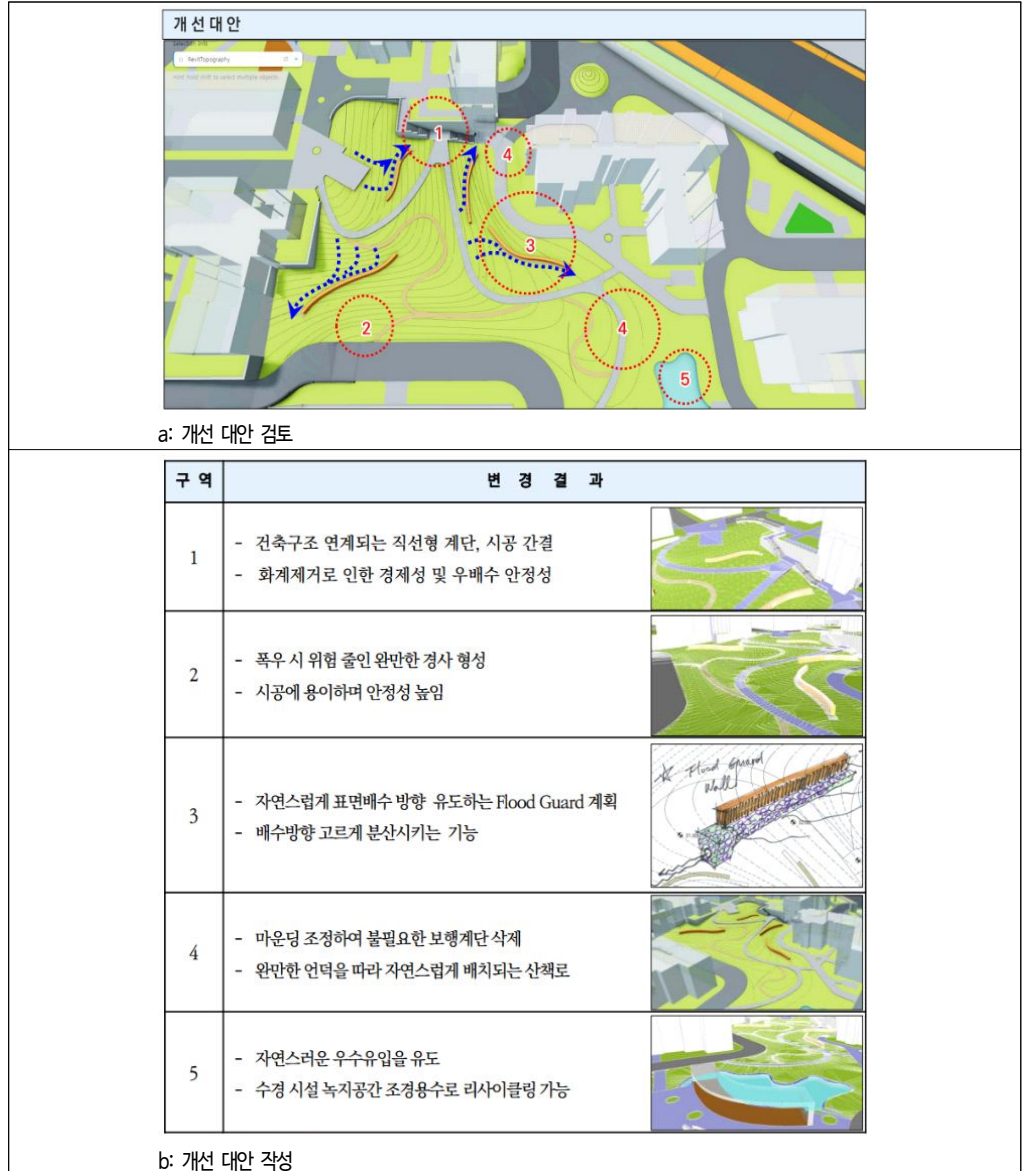 개선대안
Selection Info
RevitTopography
Hint: hold shift to select multiple objects
1
4
3
2
4
5
a: 개선 대안 검토
구 역
변 경 결 과
1
- 건축구조 연계되는 직선형 계단, 시공 간결
- 화계제거로 인한 경제성 및 우배수 안정성
2
- 폭우 시 위험 줄인 완만한 경사 형성
- 시공에 용이하며 안정성 높임
3
- 자연스럽게 표면배수 방향 유도하는 Flood Guard 계획
- 배수방향 고르게 분산시키는 기능
Flood Guard
Wall
4
- 마운딩 조정하여 불필요한 보행계단 삭제
- 완만한 언덕을 따라 자연스럽게 배치되는 산책로
5
- 자연스러운 우수유입을 유도
- 수경 시설 녹지공간 조경용수로 리사이클링 가능
b: 개선 대안 작성